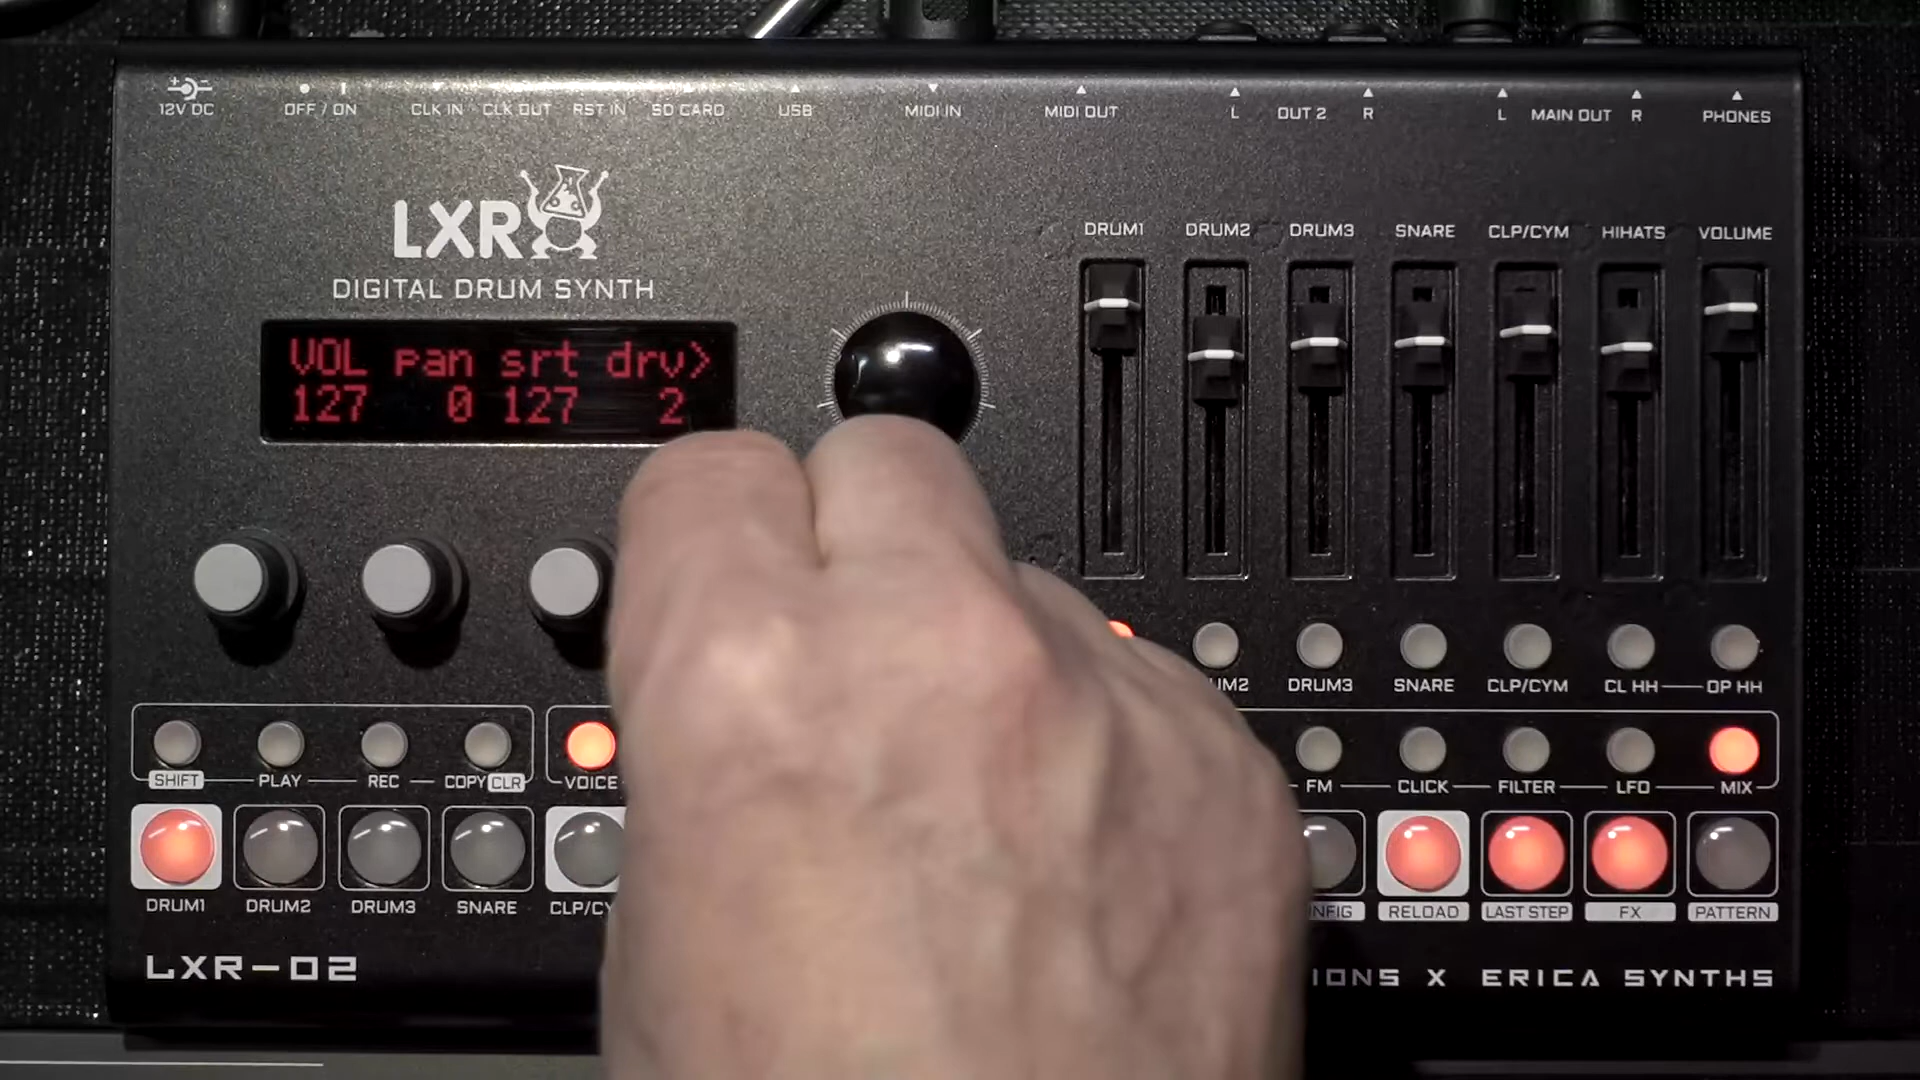 12V DC OFF / ON CLK IN CLK OUT RST IN SD CARD USB MIDI IN MIDI OUT L OUT 2 R L MAIN OUT R PHONES
LXR
DIGITAL DRUM SYNTH
DRUM1 DRUM2 DRUM3 SNARE CLP/CYM HIHATS VOLUME
VOL pan srt drv>
127 0 127 2
DRUM3 SNARE CLP/CYM CL HH OP HH
SHIFT PLAY REC COPY CLR VOICE FM CLICK FILTER LFO MIX
DRUM1 DRUM2 DRUM3 SNARE RELOAD LAST STEP FX PATTERN
LXR-02 X ERICA SYNTHS